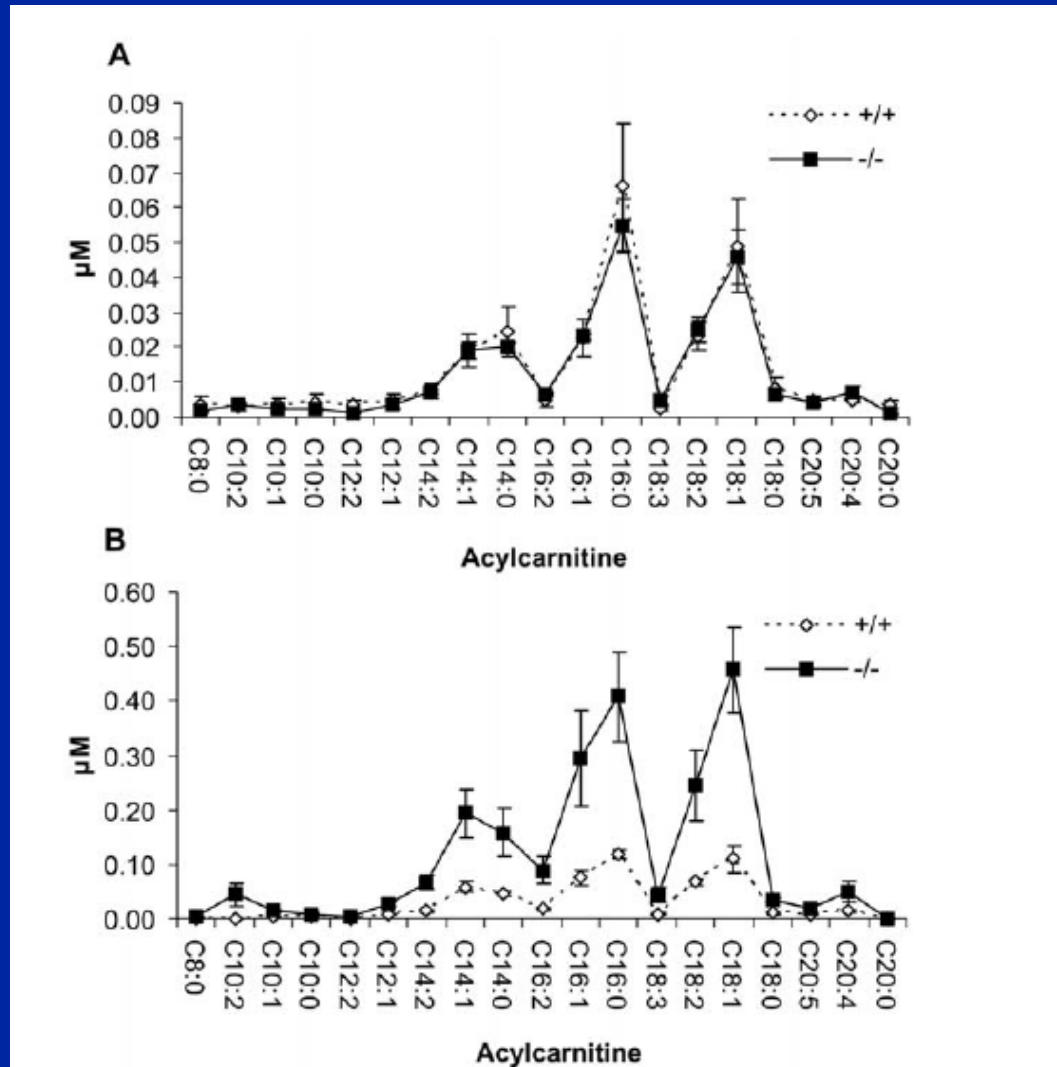 A
0.09
0.08
0.07
0.06
0.05
0.04
0.03
0.02
0.01
0.00
µM
+/+
-/-
C8:0
C10:2
C10:1
C10:0
C12:2
C12:1
C14:2
C14:1
C14:0
C16:2
C16:1
C16:0
C18:3
C18:2
C18:1
C18:0
C20:5
C20:4
C20:0
Acylcarnitine
B
0.60
0.50
0.40
0.30
0.20
0.10
0.00
µM
+/+
-/-
C8:0
C10:2
C10:1
C10:0
C12:2
C12:1
C14:2
C14:1
C14:0
C16:2
C16:1
C16:0
C18:3
C18:2
C18:1
C18:0
C20:5
C20:4
C20:0
Acylcarnitine